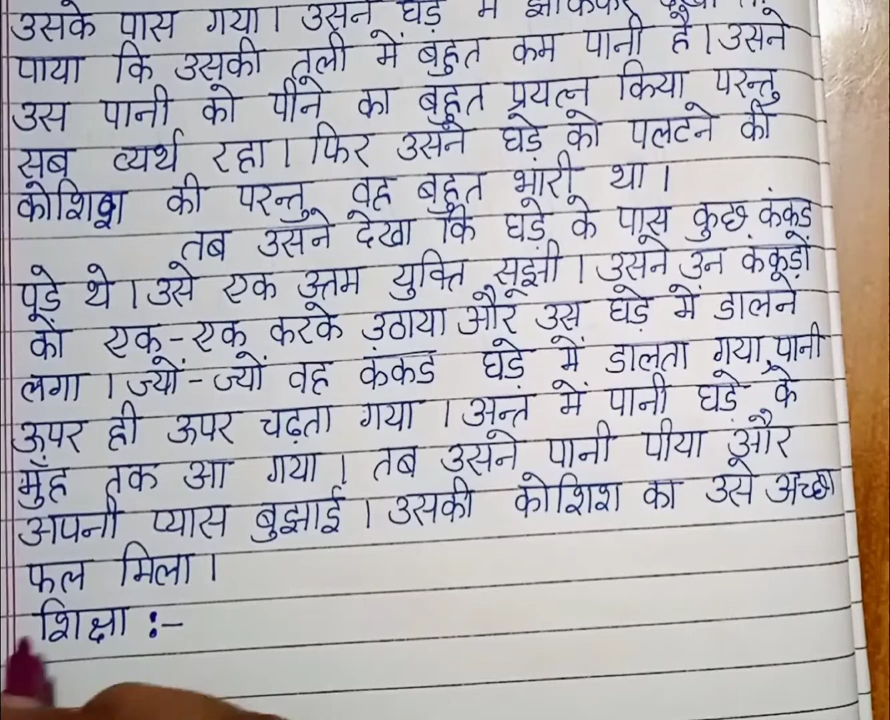 उसके पास गया। उसने घड़े में झाँककर देखा तो
पाया कि उसकी तूली में बहुत कम पानी है। उसने
उस पानी को पीने का बहुत प्रयत्न किया परन्तु
सब व्यर्थ रहा। फिर उसने घड़े को पलटने की
कोशिश की परन्तु वह बहुत भारी था।
तब उसने देखा कि घड़े के पास कुछ कंकड़
पड़े थे। उसे एक उत्तम युक्ति सूझी। उसने उन कंकड़ों
को एक-एक करके उठाया और उस घड़े में डालने
लगा। ज्यों-ज्यों वह कंकड़ घड़े में डालता गया, पानी
ऊपर ही ऊपर चढ़ता गया। अन्त में पानी घड़े के
मुँह तक आ गया। तब उसने पानी पीया और
अपनी प्यास बुझाई। उसकी कोशिश का उसे अच्छा
फल मिला।
शिक्षा :-